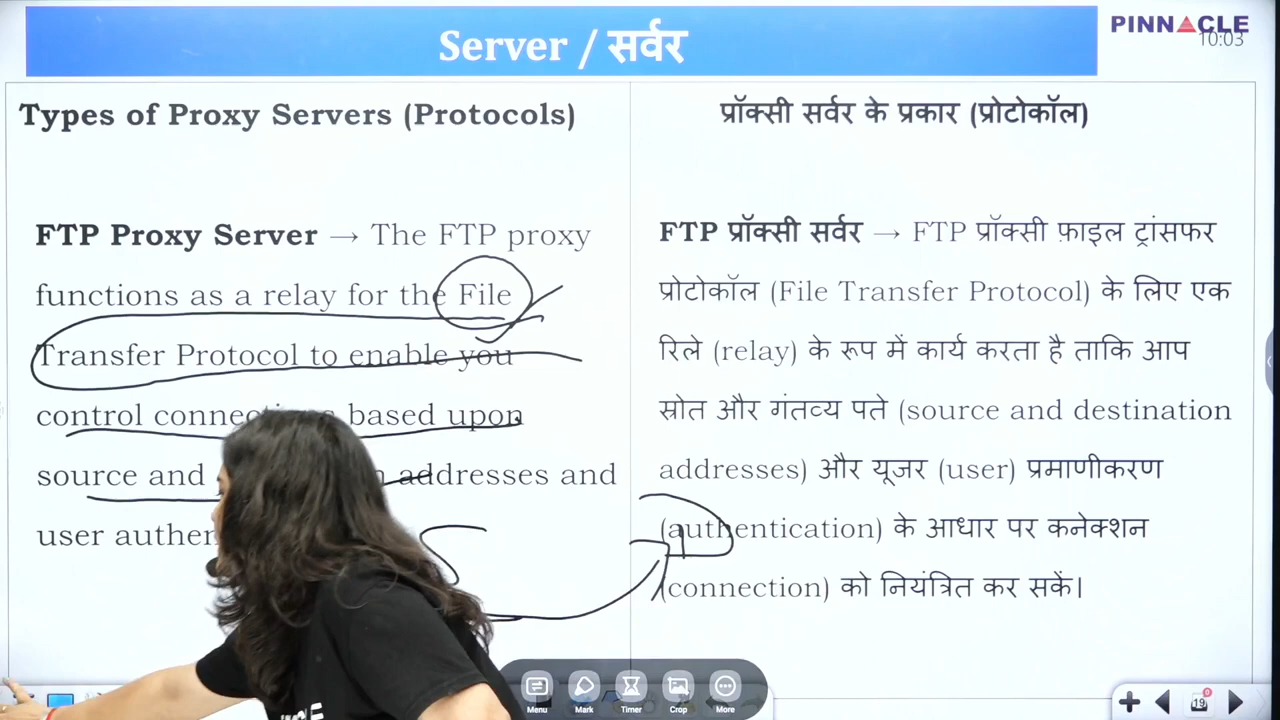 Server / सर्वर
PINNACLE
10:03
Types of Proxy Servers (Protocols)
FTP Proxy Server → The FTP proxy
functions as a relay for the File
Transfer Protocol to enable you
control connections based upon
source and addresses and
user authen
प्रॉक्सी सर्वर के प्रकार (प्रोटोकॉल)
FTP प्रॉक्सी सर्वर → FTP प्रॉक्सी फ़ाइल ट्रांसफर
प्रोटोकॉल (File Transfer Protocol) के लिए एक
रिले (relay) के रूप में कार्य करता है ताकि आप
स्रोत और गंतव्य पते (source and destination
addresses) और यूजर (user) प्रमाणीकरण
(authentication) के आधार पर कनेक्शन
(connection) को नियंत्रित कर सकें।
Menu Mark Timer Crop More
19
0